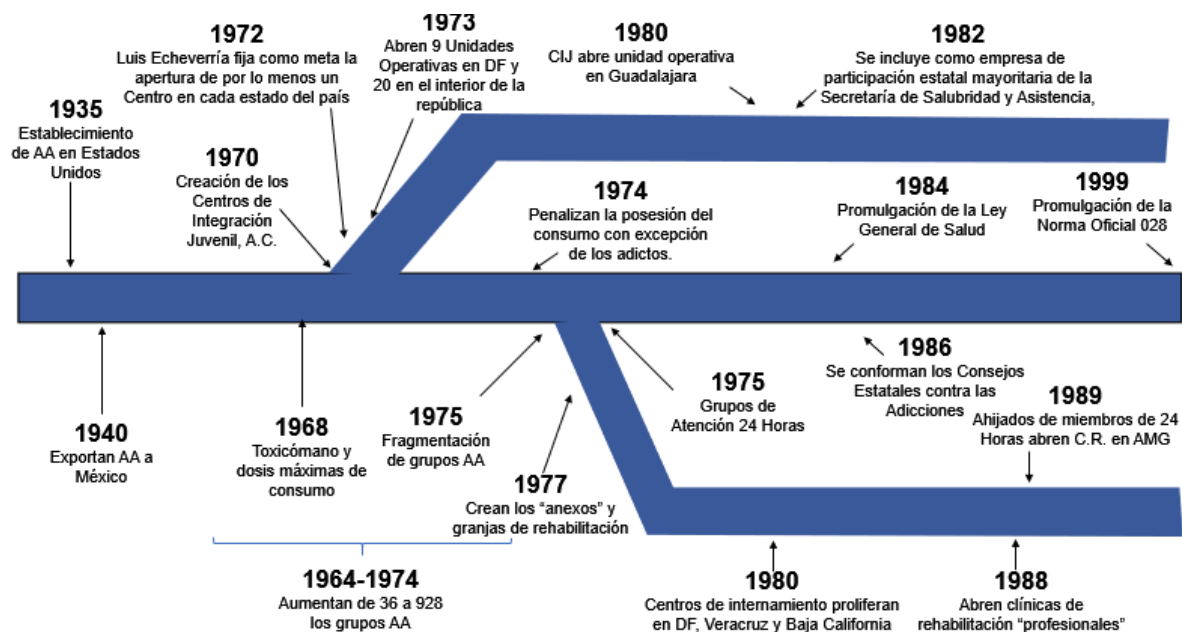 1935
Establecimiento
de AA en Estados
Unidos
1972
Luis Echeverría fija como meta la
apertura de por lo menos un
Centro en cada estado del país
1970
Creación de los
Centros de
Integración
Juvenil, A.C.
1973
Abren 9 Unidades
Operativas en DF y
20 en el interior de la
república
1980
CIJ abre unidad operativa
en Guadalajara
1982
Se incluye como empresa de
participación estatal mayoritaria de la
Secretaría de Salubridad y Asistencia,
1974
Penalizan la posesión del
consumo con excepción
de los adictos.
1984
Promulgación de la Ley
General de Salud
1999
Promulgación de la
Norma Oficial 028
1940
Exportan AA a
México
1968
Toxicómano y
dosis máximas de
consumo
1964-1974
Aumentan de 36 a 928
los grupos AA
1975
Fragmentación
de grupos AA
1977
Crean los “anexos” y
granjas de rehabilitación
1975
Grupos de
Atención 24 Horas
1986
Se conforman los Consejos
Estatales contra las
Adicciones
1989
Ahijados de miembros de 24
Horas abren C.R. en AMG
1980
Centros de internamiento proliferan
en DF, Veracruz y Baja California
1988
Abren clínicas de
rehabilitación “profesionales”